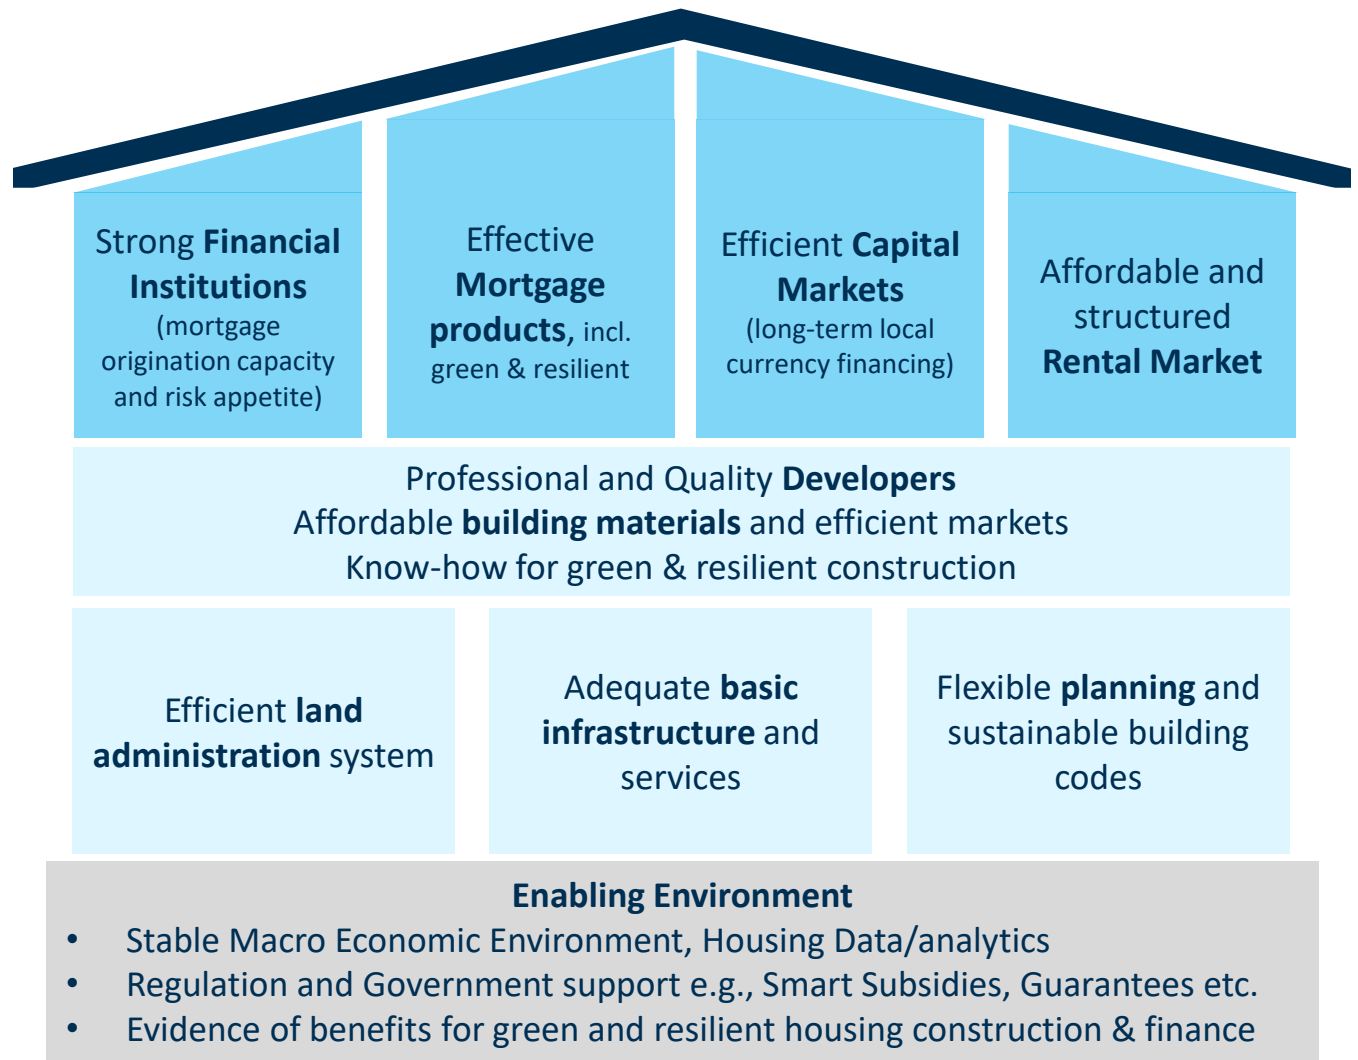 Strong Financial
Institutions
(mortgage
origination capacity
and risk appetite)
Effective
Mortgage
products, incl.
green & resilient
Efficient Capital
Markets
(long-term local
currency financing)
Affordable and
structured
Rental Market
Professional and Quality Developers
Affordable building materials and efficient markets
Know-how for green & resilient construction
Efficient land
administration system
Adequate basic
infrastructure and
services
Flexible planning and
sustainable building
codes
Enabling Environment
• Stable Macro Economic Environment, Housing Data/analytics
• Regulation and Government support e.g., Smart Subsidies, Guarantees etc.
• Evidence of benefits for green and resilient housing construction & finance